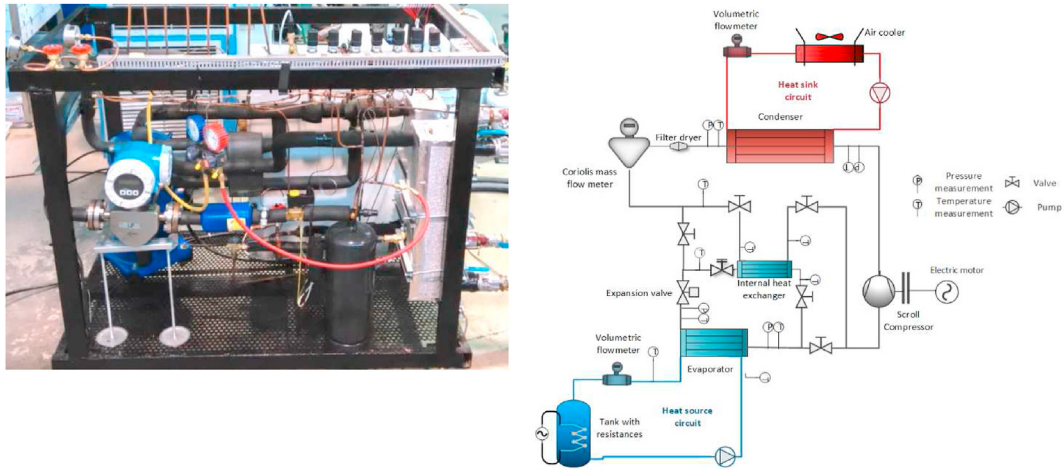 Volumetric
flowmeter
Air cooler
Heat sink
circuit
Condenser
P
T
Filter dryer
Coriolis mass
flow meter
T
P
Pressure
measurement
Valve
T
Temperature
measurement
Pump
T
Internal heat
exchanger
Electric motor
Scroll
Compressor
Expansion valve
P
T
Volumetric
flowmeter
T
Evaporator
Tank with
resistances
Heat source
circuit